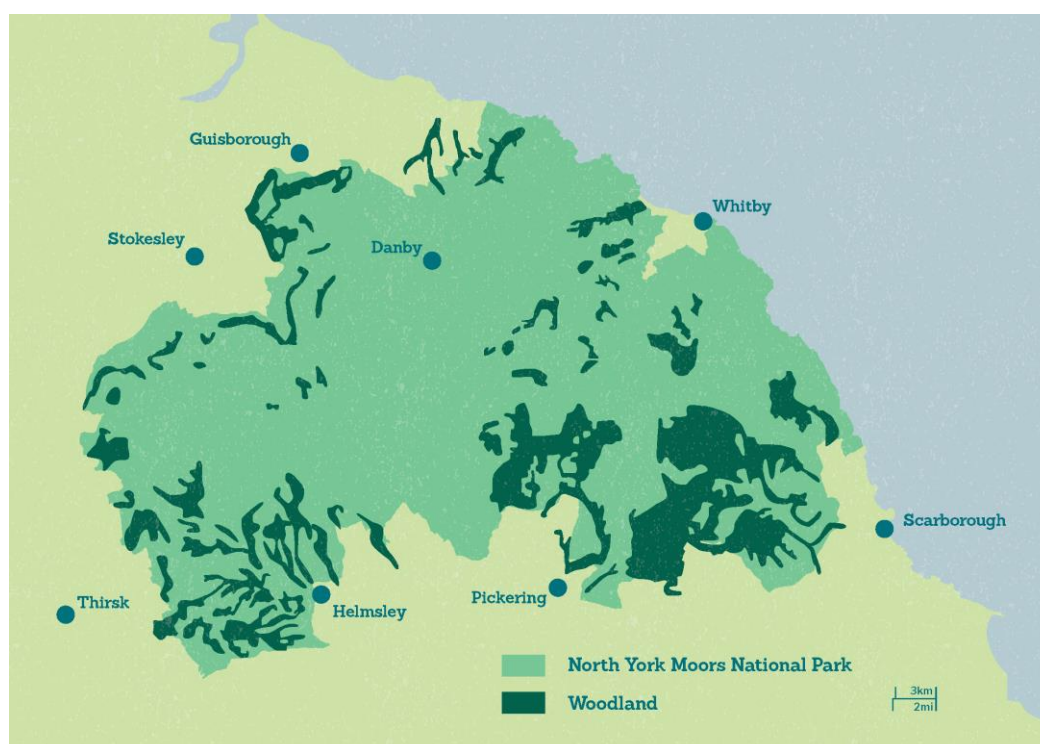 Guisborough
Whitby
Stokesley
Danby
Scarborough
Thirsk
Helmsley
Pickering
North York Moors National Park
Woodland
3km
2mi